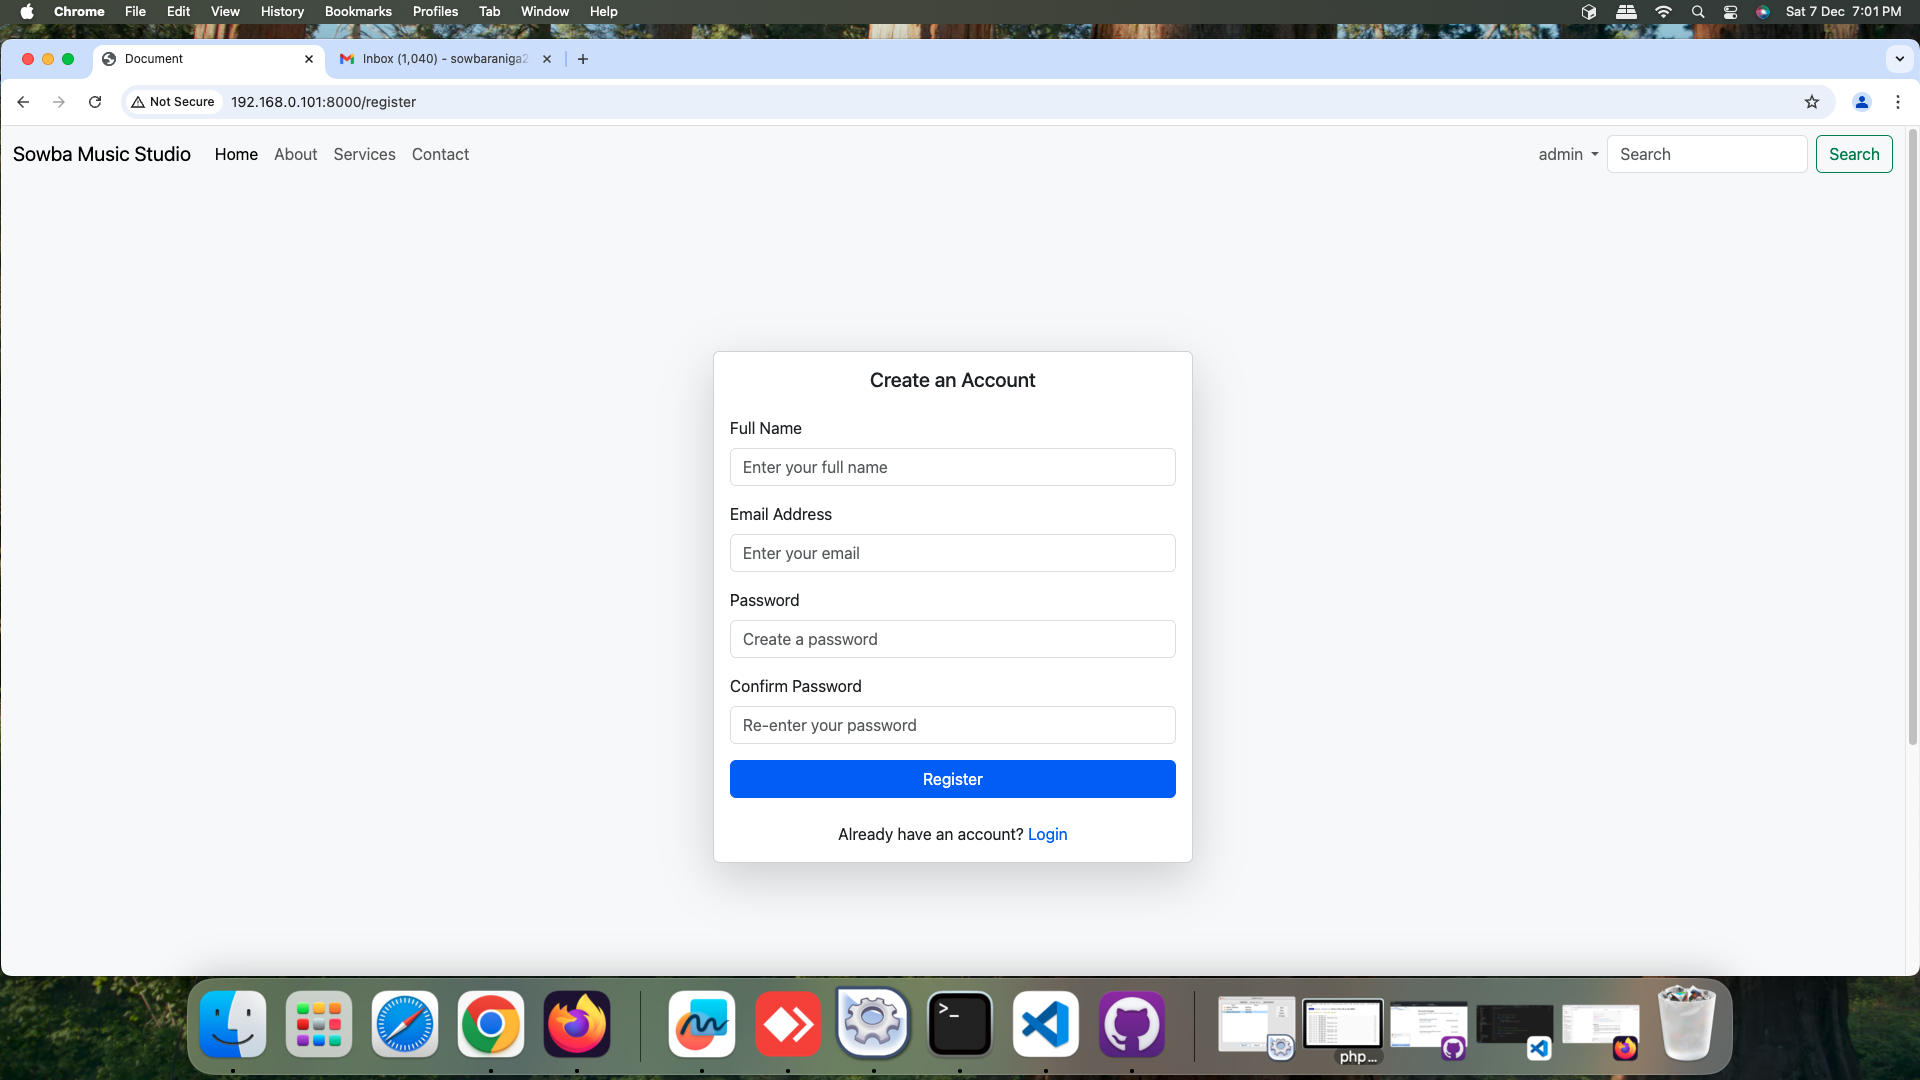 Chrome File Edit View History Bookmarks Profiles Tab Window Help Sat 7 Dec 7:01 PM
Document Inbox (1,040) - sowbaraniga2
Not Secure 192.168.0.101:8000/register
Sowba Music Studio Home About Services Contact admin Search Search
Create an Account
Full Name
Enter your full name
Email Address
Enter your email
Password
Create a password
Confirm Password
Re-enter your password
Register
Already have an account? Login
php...